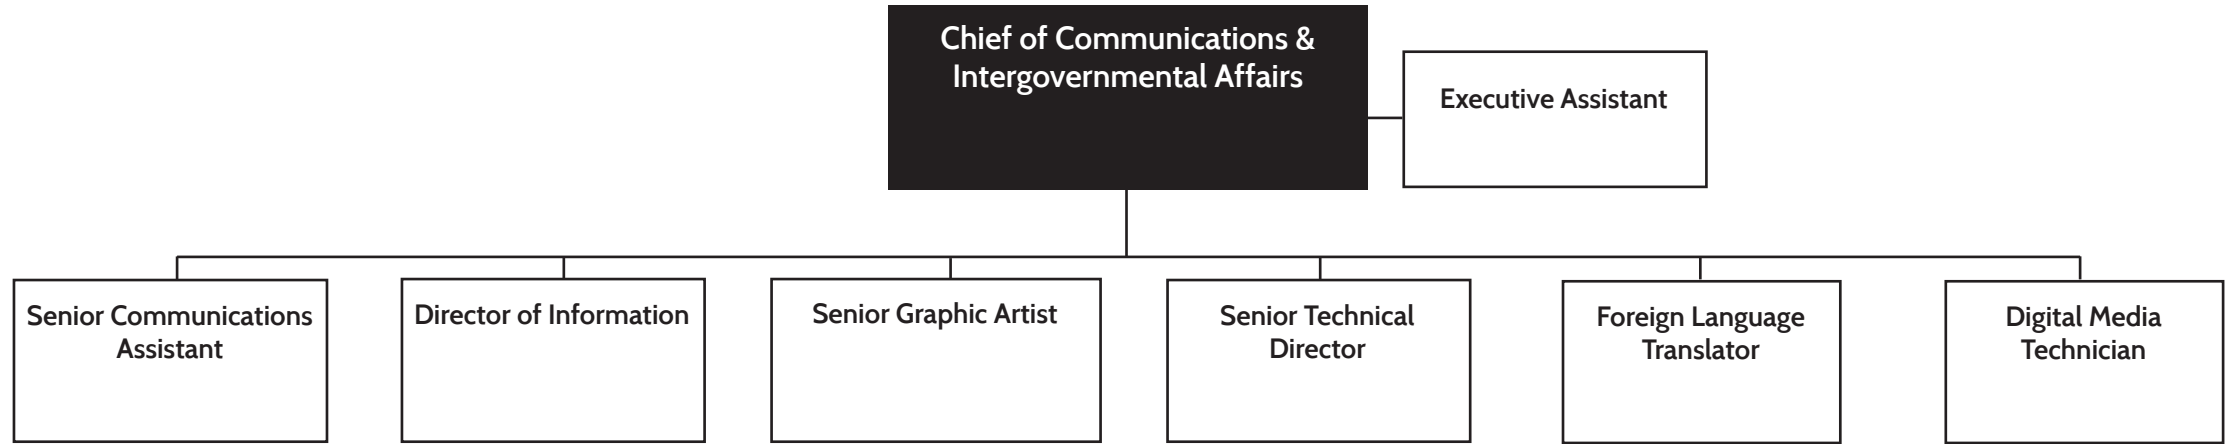 Chief of Communications &
Intergovernmental Affairs
Executive Assistant
Senior Communications
Assistant
Director of Information
Senior Graphic Artist
Senior Technical
Director
Foreign Language
Translator
Digital Media
Technician